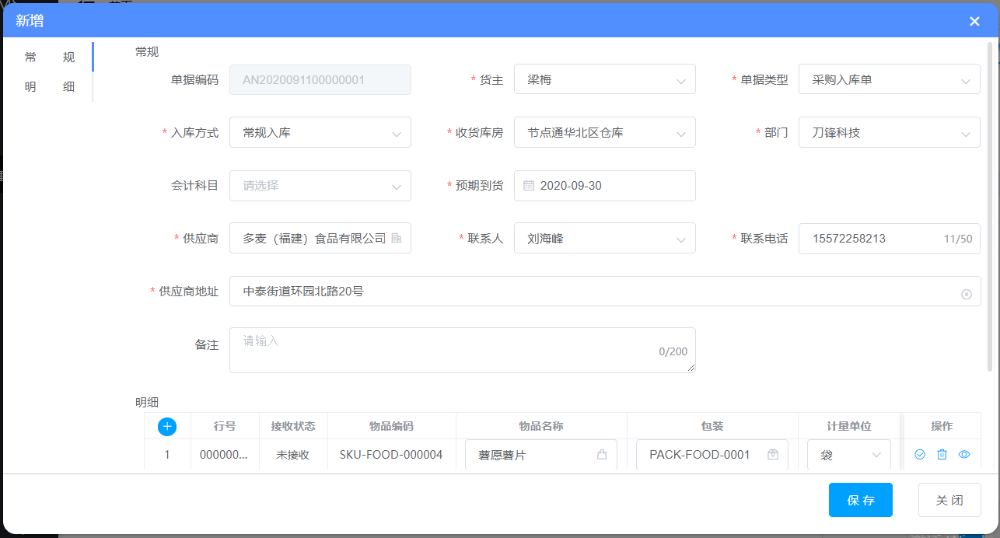 新增
常 规
明 细
常规
单据编码 AN2020091100000001 * 货主 梁梅 * 单据类型 采购入库单
* 入库方式 常规入库 * 收货库房 节点通华北区仓库 * 部门 刀锋科技
会计科目 请选择 * 预期到货 2020-09-30
* 供应商 多麦（福建）食品有限公司 * 联系人 刘海峰 * 联系电话 15572258213 11/50
* 供应商地址 中泰街道环园北路20号
备注 请输入 0/200
明细
行号 接收状态 物品编码 物品名称 包装 计量单位 操作
1 000000... 未接收 SKU-FOOD-000004 薯愿薯片 PACK-FOOD-0001 袋
保 存 关 闭